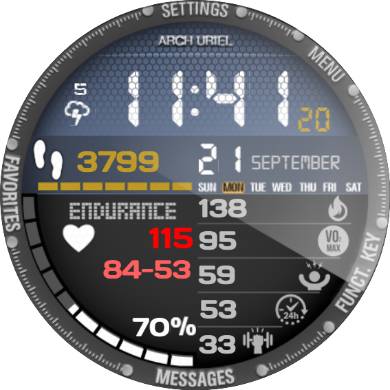 SETTINGS
ARCH URIEL
MENU
5
11:41
20
3799
21 SEPTEMBER
SUN MON TUE WED THU FRI SAT
FAVORITES
ENDURANCE
138
115
95
VO₂ MAX
84-53
59
FUNCT. KEY
53
24h
70%
33
MESSAGES